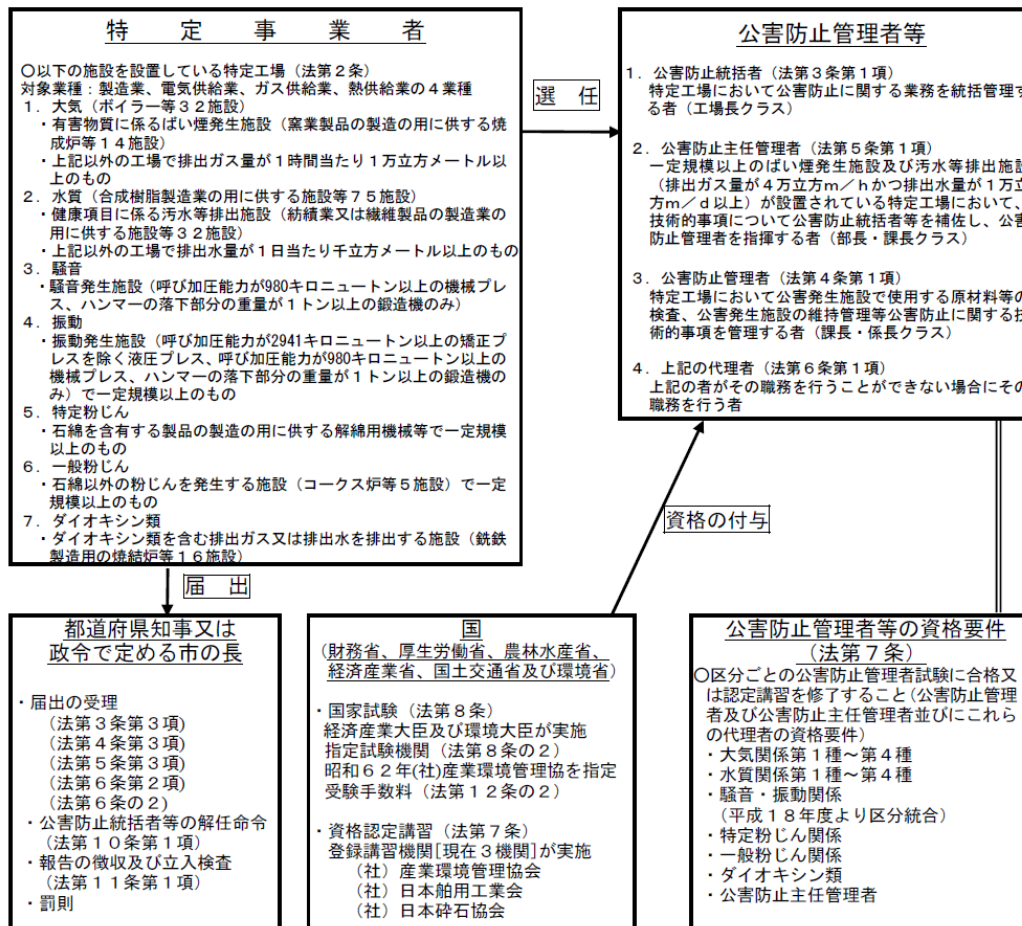 特　定　事　業　者
○以下の施設を設置している特定工場（法第２条）
対象業種：製造業、電気供給業、ガス供給業、熱供給業の４業種
１．大気（ボイラー等３２施設）
・有害物質に係るばい煙発生施設（窯業製品の製造の用に供する焼
成炉等１４施設）
・上記以外の工場で排出ガス量が１時間当たり１万立方メートル以
上のもの
２．水質（合成樹脂製造業の用に供する施設等７５施設）
・健康項目に係る汚水等排出施設（紡績業又は繊維製品の製造業の
用に供する施設等３２施設）
・上記以外の工場で排出水量が１日当たり千立方メートル以上のもの
３．騒音
・騒音発生施設（呼び加圧能力が980キロニュートン以上の機械プレ
ス、ハンマーの落下部分の重量が１トン以上の鍛造機のみ）
４．振動
・振動発生施設（呼び加圧能力が2941キロニュートン以上の矯正プ
レスを除く液圧プレス、呼び加圧能力が980キロニュートン以上の
機械プレス、ハンマーの落下部分の重量が１トン以上の鍛造機の
み）で一定規模以上のもの
５．特定粉じん
・石綿を含有する製品の製造の用に供する解綿用機械等で一定規模
以上のもの
６．一般粉じん
・石綿以外の粉じんを発生する施設（コークス炉等５施設）で一定
規模以上のもの
７．ダイオキシン類
・ダイオキシン類を含む排出ガス又は排出水を排出する施設（銑鉄
製造用の焼結炉等１６施設）
選　任
公害防止管理者等
１．公害防止統括者（法第３条第１項）
特定工場において公害防止に関する業務を統括管理す
る者（工場長クラス）
２．公害防止主任管理者（法第５条第１項）
一定規模以上のばい煙発生施設及び汚水等排出施設
（排出ガス量が４万立方ｍ／ｈかつ排出水量が１万立
方ｍ／ｄ以上）が設置されている特定工場において、
技術的事項について公害防止統括者等を補佐し、公害
防止管理者を指揮する者（部長・課長クラス）
３．公害防止管理者（法第４条第１項）
特定工場において公害発生施設で使用する原材料等の
検査、公害発生施設の維持管理等公害防止に関する技
術的事項を管理する者（課長・係長クラス）
４．上記の代理者（法第６条第１項）
上記の者がその職務を行うことができない場合にその
職務を行う者
資格の付与
届　出
都道府県知事又は
政令で定める市の長
・届出の受理
（法第３条第３項）
（法第４条第３項）
（法第５条第３項）
（法第６条第２項）
（法第６条の２）
・公害防止統括者等の解任命令
（法第１０条第１項）
・報告の徴収及び立入検査
（法第１１条第１項）
・罰則
国
（財務省、厚生労働省、農林水産省、
経済産業省、国土交通省及び環境省）
・国家試験（法第８条）
経済産業大臣及び環境大臣が実施
指定試験機関（法第８条の２）
昭和６２年(社)産業環境管理協を指定
受験手数料（法第１２条の２）
・資格認定講習（法第７条）
登録講習機関［現在３機関］が実施
（社）産業環境管理協会
（社）日本舶用工業会
（社）日本砕石協会
公害防止管理者等の資格要件
（法第７条）
○区分ごとの公害防止管理者試験に合格又
は認定講習を修了すること（公害防止管理
者及び公害防止主任管理者並びにこれら
の代理者の資格要件）
・大気関係第１種～第４種
・水質関係第１種～第４種
・騒音・振動関係
（平成１８年度より区分統合）
・特定粉じん関係
・一般粉じん関係
・ダイオキシン類
・公害防止主任管理者